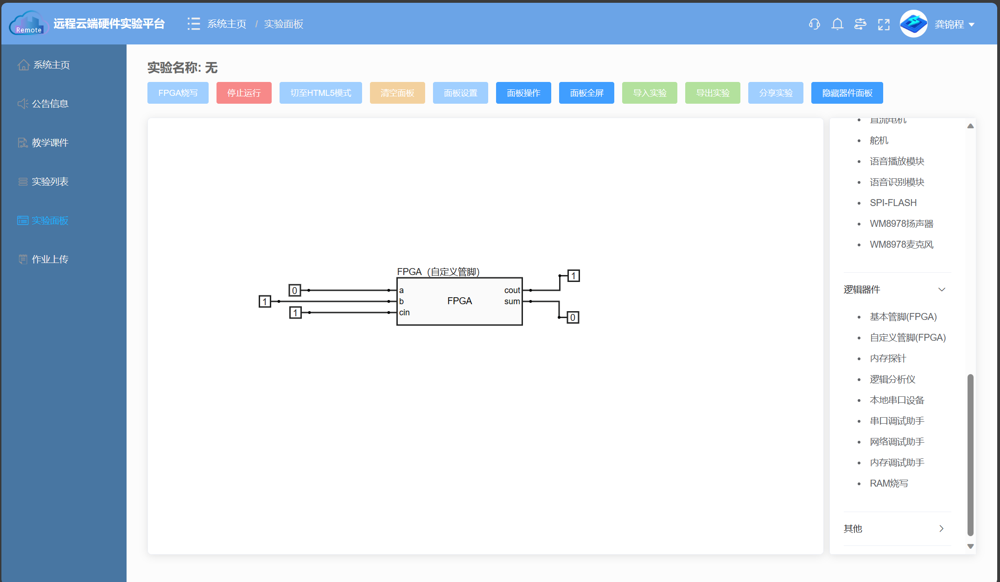 Remote
远程云端硬件实验平台
系统主页 / 实验面板
龚锦程
系统主页
公告信息
教学课件
实验列表
实验面板
作业上传
实验名称: 无
FPGA烧写
停止运行
切至HTML5模式
清空面板
面板设置
面板操作
面板全屏
导入实验
导出实验
分享实验
隐藏器件面板
FPGA（自定义管脚）
0
1
1
a
b
cin
FPGA
cout
sum
1
0
直流电机
舵机
语音播放模块
语音识别模块
SPI-FLASH
WM8978扬声器
WM8978麦克风
逻辑器件
基本管脚(FPGA)
自定义管脚(FPGA)
内存探针
逻辑分析仪
本地串口设备
串口调试助手
网络调试助手
内存调试助手
RAM烧写
其他